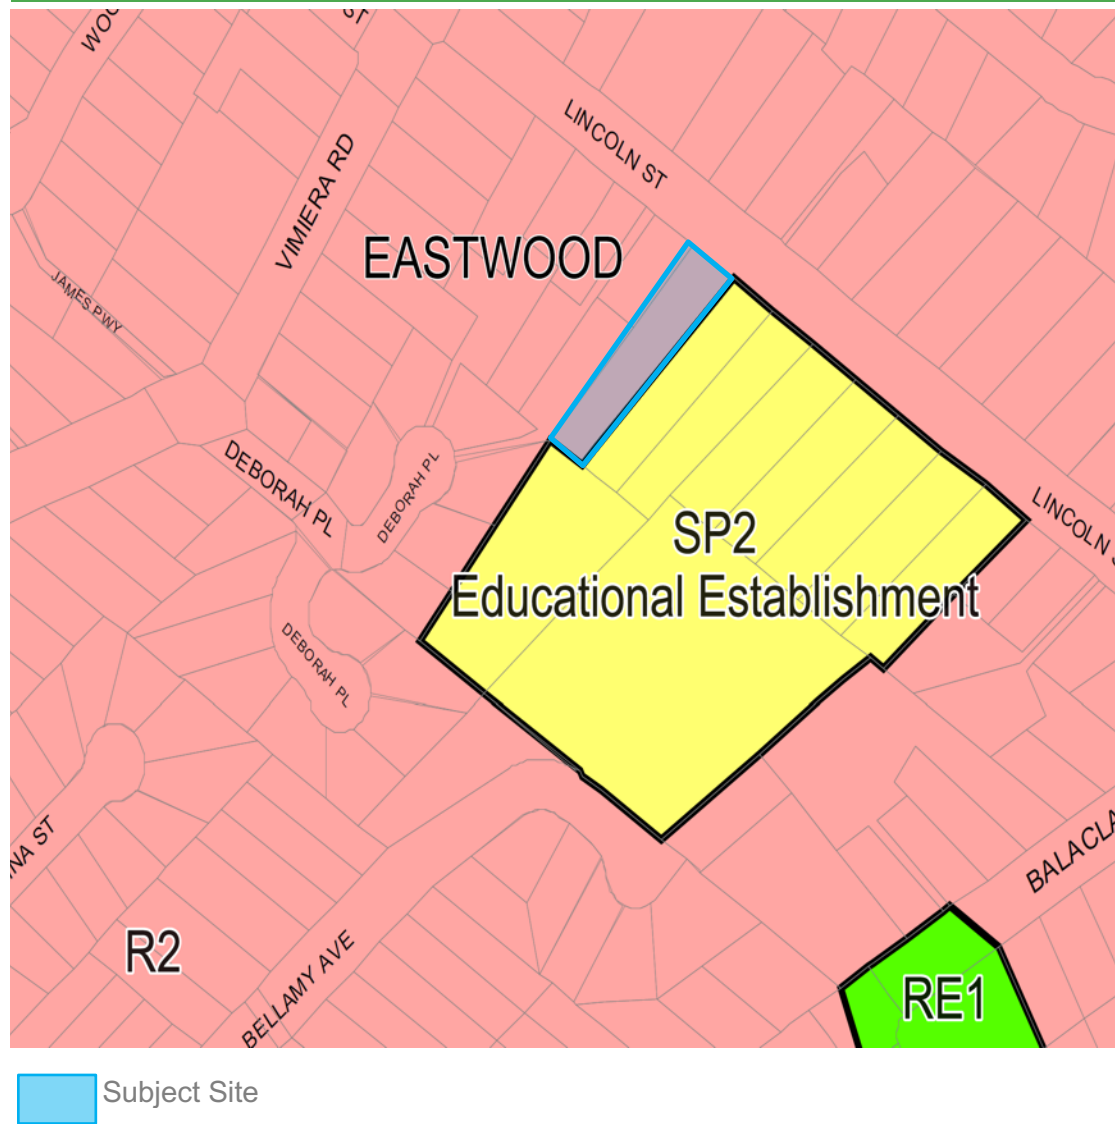 ST
LINCOLN ST
VIMIERA RD
EASTWOOD
JAMES PWY
DEBORAH PL
DEBORAH PL
LINCOLN
SP2
Educational Establishment
DEBORAH PL
R2
BELLAMY AVE
RE1
Subject Site